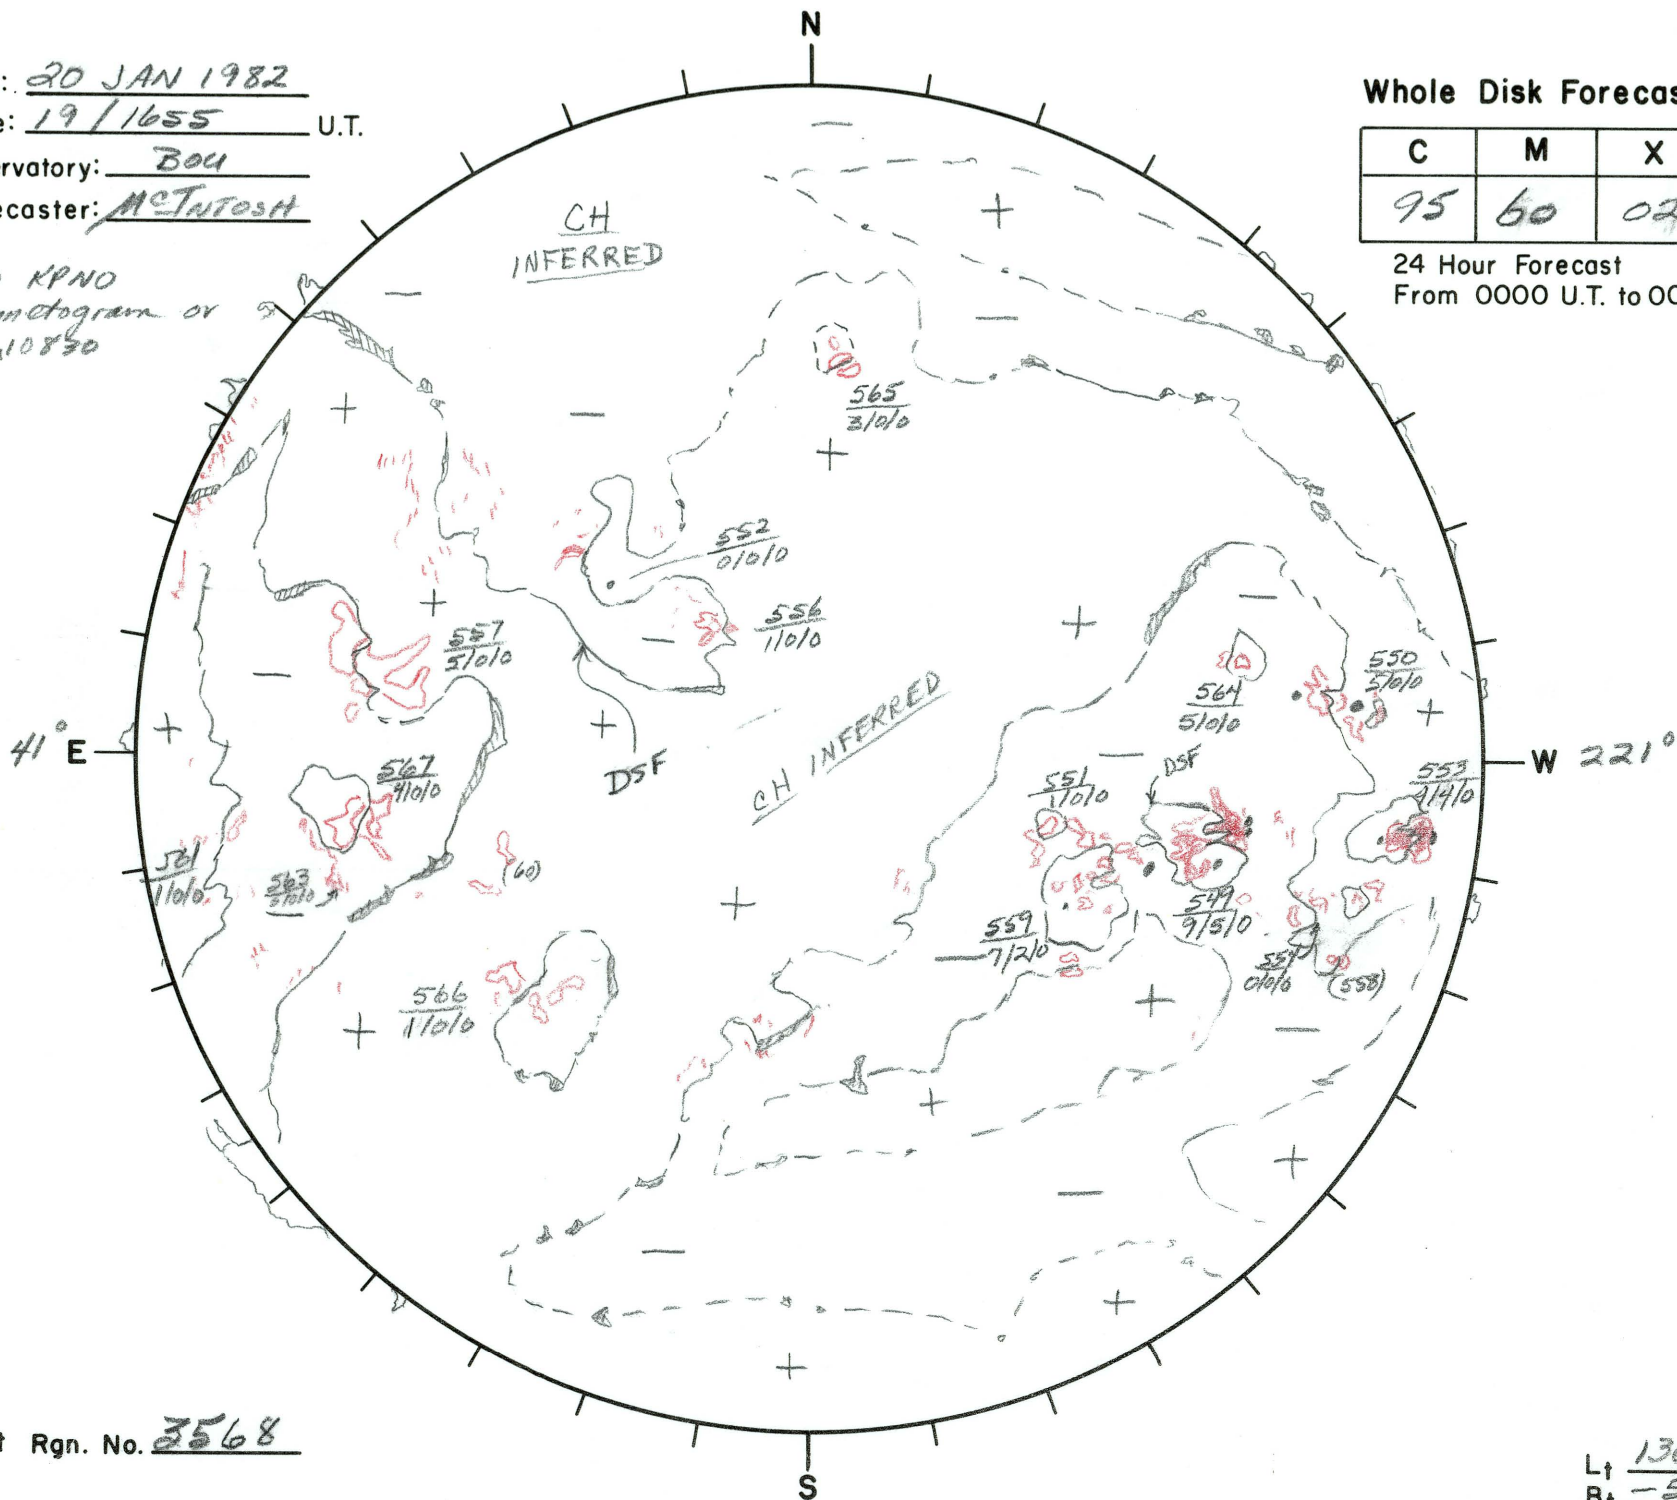 N
: 20 JAN 1982
e: 19/1655 U.T.
rvatory: BOU
ecaster: McINTOSH
KPNO
netogram or
10830
Whole Disk Forecas
C M X
95 60 02
24 Hour Forecast
From 0000 U.T. to 00
CH
INFERRED
565
3/0/0
552
0/0/0
556
1/0/0
557
5/0/0
550
5/0/0
564
5/0/0
41° E
W 221°
DSF
CH INFERRED
DSF
567
4/0/0
551
1/0/0
553
4/4/0
561
1/0/0
563
5/0/0
(60)
549
9/5/0
559
7/2/0
0/0/0
(558)
566
1/0/0
t Rgn. No. 3568
S
Lt 13
Bt -